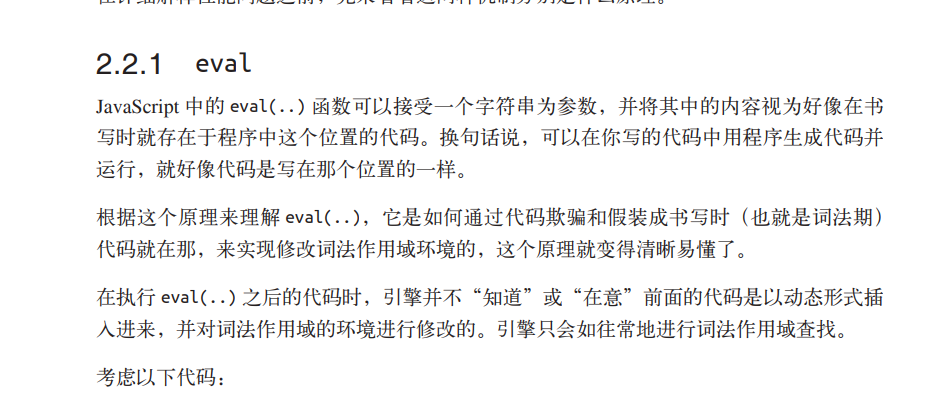 2.2.1 eval
JavaScript 中的 eval(..) 函数可以接受一个字符串为参数，并将其中的内容视为好像在书
写时就存在于程序中这个位置的代码。换句话说，可以在你写的代码中用程序生成代码并
运行，就好像代码是写在那个位置的一样。
根据这个原理来理解 eval(..)，它是如何通过代码欺骗和假装成书写时（也就是词法期）
代码就在那，来实现修改词法作用域环境的，这个原理就变得清晰易懂了。
在执行 eval(..) 之后的代码时，引擎并不“知道”或“在意”前面的代码是以动态形式插
入进来，并对词法作用域的环境进行修改的。引擎只会如往常地进行词法作用域查找。
考虑以下代码：